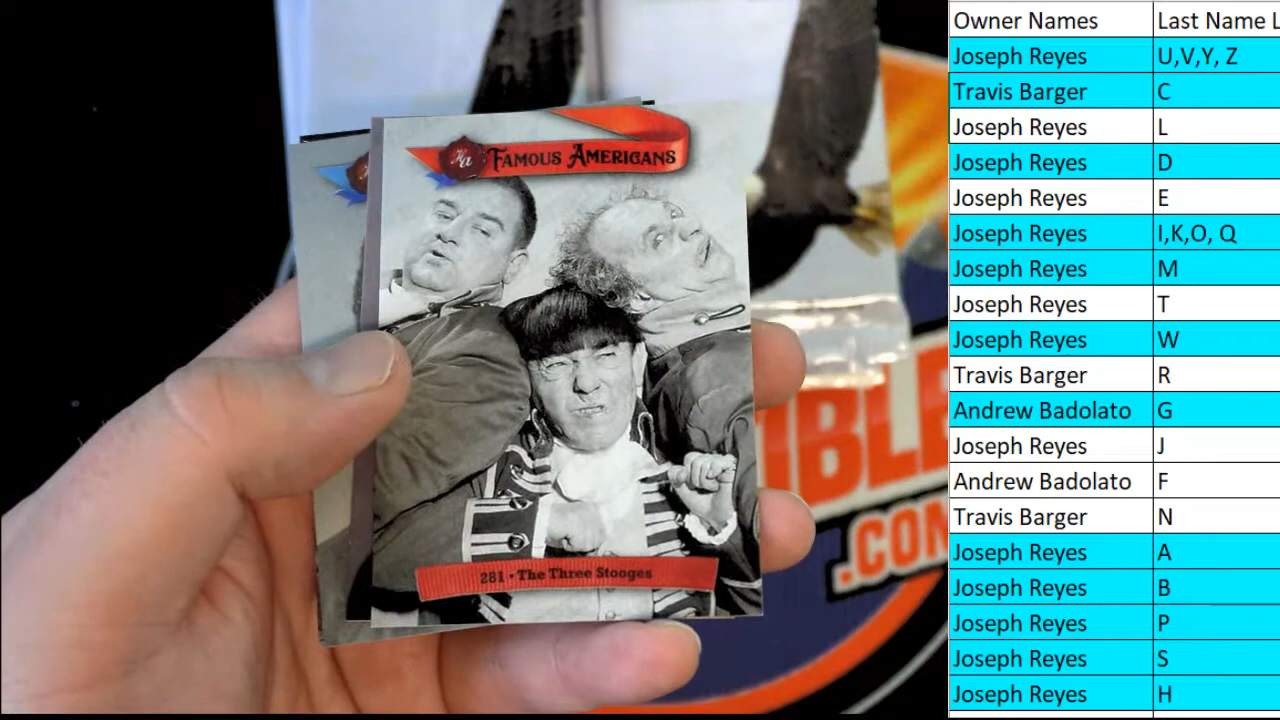 Famous Americans
281 · The Three Stooges
IBLE
.CO
Owner Names Last Name L
Joseph Reyes U,V,Y, Z
Travis Barger C
Joseph Reyes L
Joseph Reyes D
Joseph Reyes E
Joseph Reyes I,K,O, Q
Joseph Reyes M
Joseph Reyes T
Joseph Reyes W
Travis Barger R
Andrew Badolato G
Joseph Reyes J
Andrew Badolato F
Travis Barger N
Joseph Reyes A
Joseph Reyes B
Joseph Reyes P
Joseph Reyes S
Joseph Reyes H